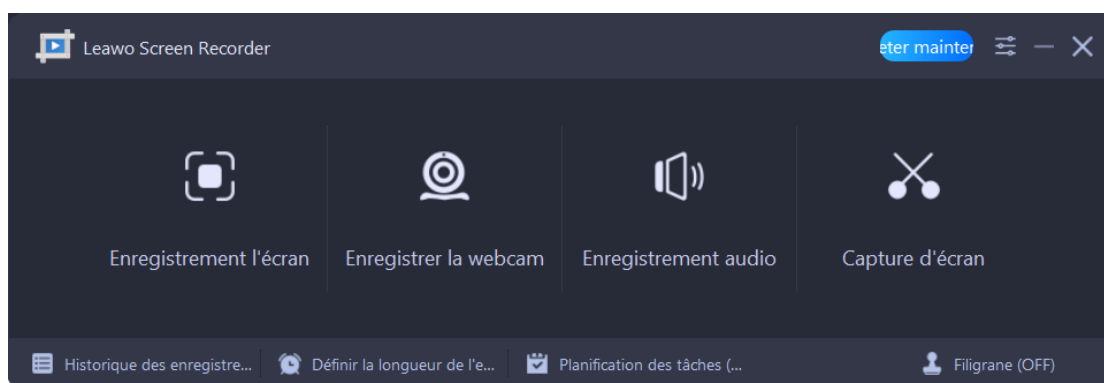 Leawo Screen Recorder
eter mainter
Enregistrement l'écran
Enregistrer la webcam
Enregistrement audio
Capture d'écran
Historique des enregistre...
Définir la longueur de l'e...
Planification des tâches (...
Filigrane (OFF)